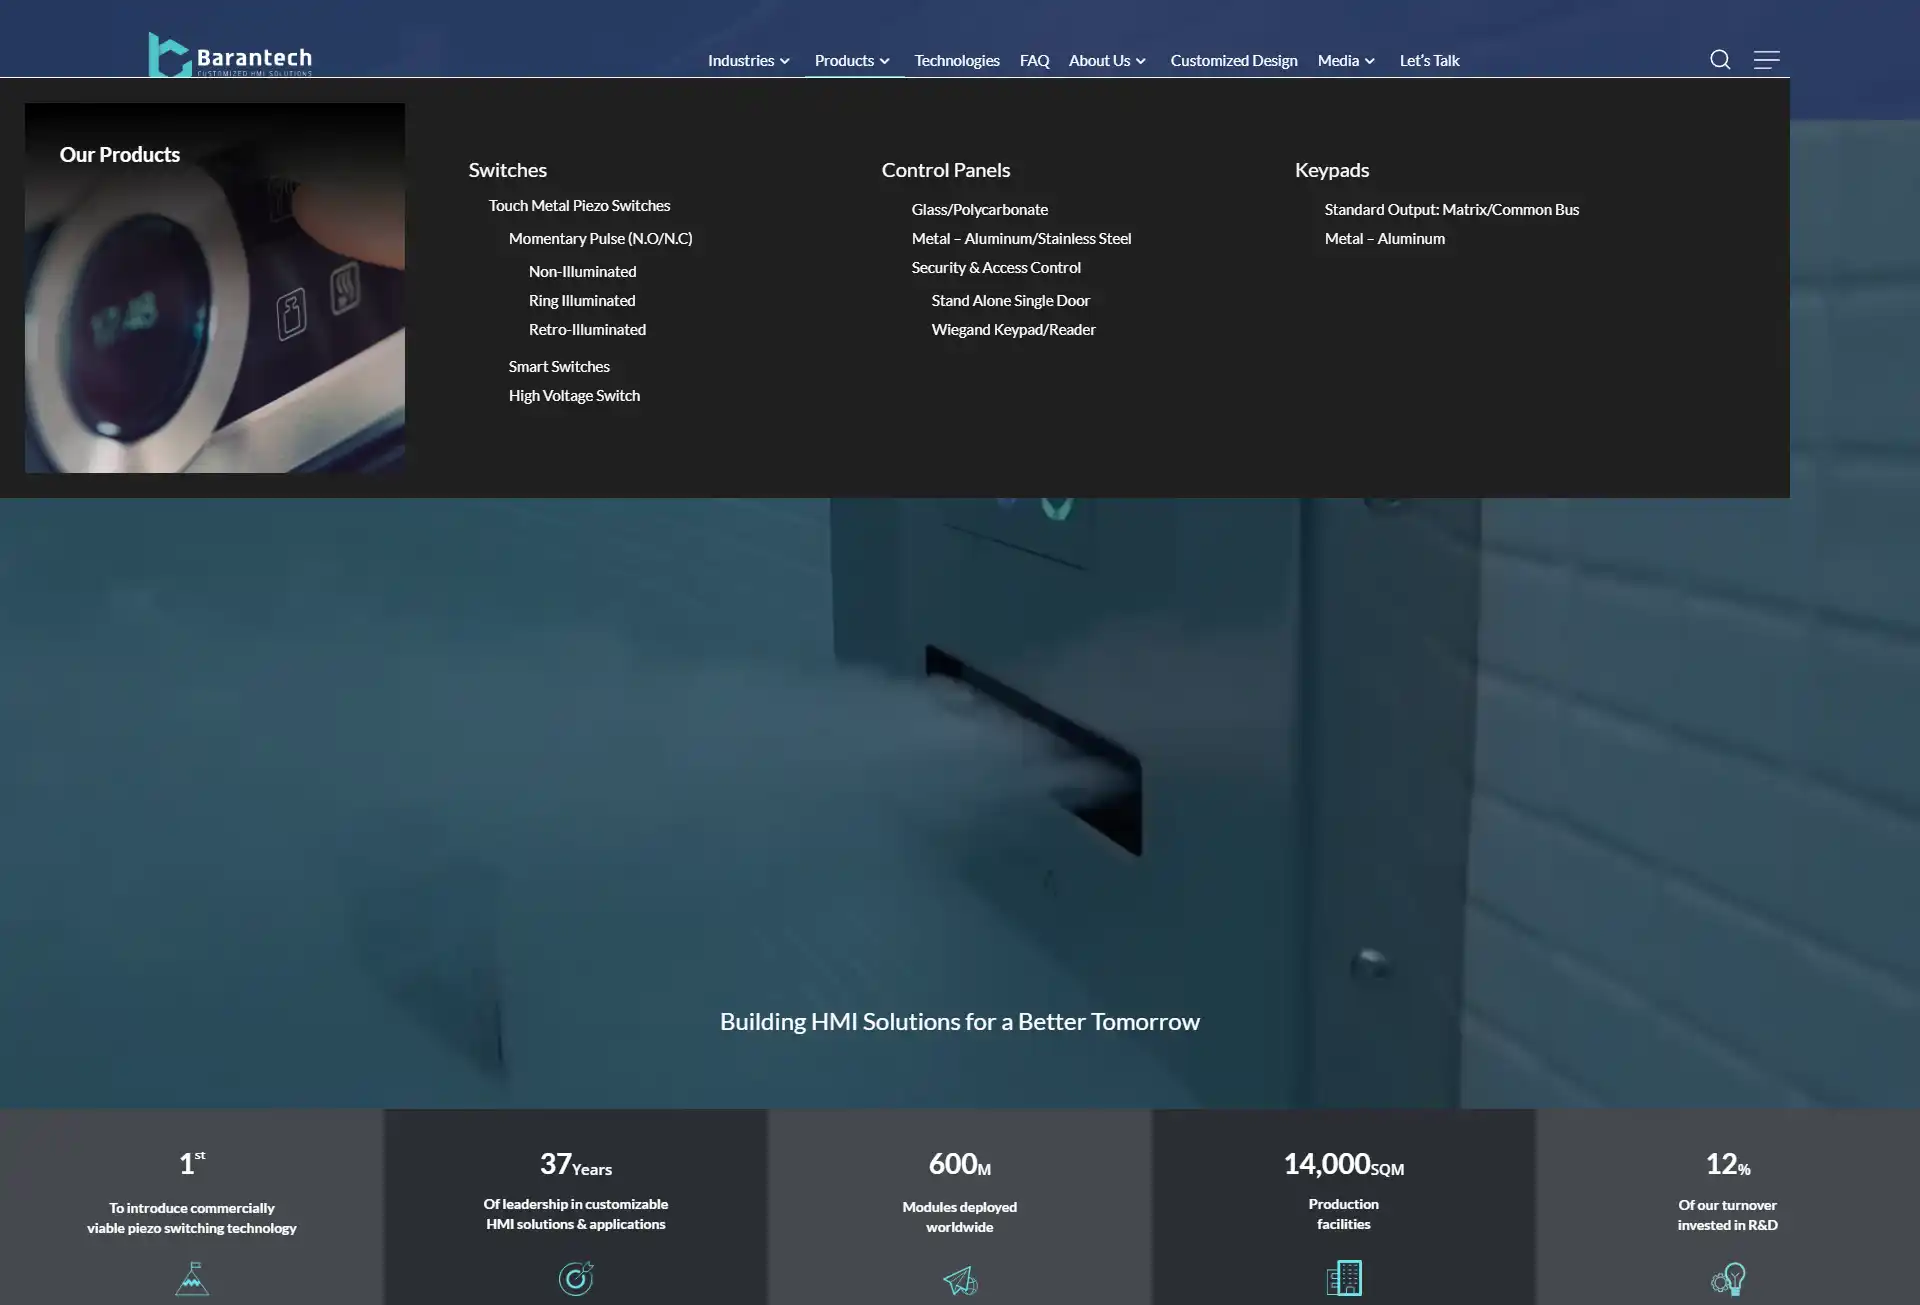 Barantech
CUSTOMIZED HMI SOLUTIONS
Industries
Products
Technologies
FAQ
About Us
Customized Design
Media
Let's Talk
Our Products
Switches
Touch Metal Piezo Switches
Momentary Pulse (N.O/N.C)
Non-Illuminated
Ring Illuminated
Retro-Illuminated
Smart Switches
High Voltage Switch
Control Panels
Glass/Polycarbonate
Metal – Aluminum/Stainless Steel
Security & Access Control
Stand Alone Single Door
Wiegand Keypad/Reader
Keypads
Standard Output: Matrix/Common Bus
Metal – Aluminum
Building HMI Solutions for a Better Tomorrow
1st
To introduce commercially
viable piezo switching technology
37Years
Of leadership in customizable
HMI solutions & applications
600M
Modules deployed
worldwide
14,000SQM
Production
facilities
12%
Of our turnover
invested in R&D